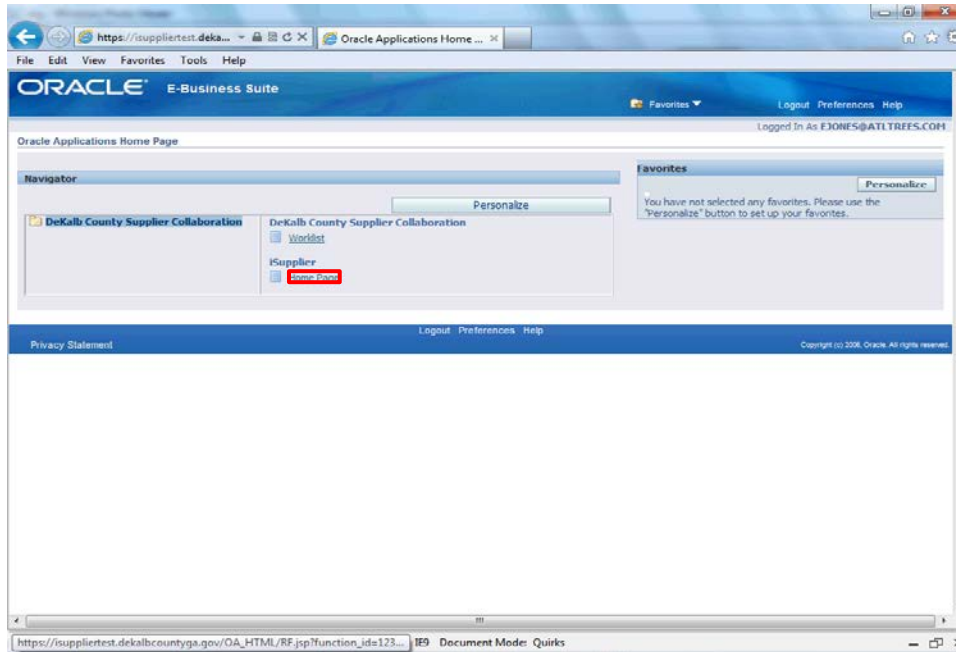 https://isuppliertest.deka...
Oracle Applications Home ...
File Edit View Favorites Tools Help
ORACLE E-Business Suite
Favorites Logout Preferences Help
Logged In As EJONES@ATLTREES.COM
Oracle Applications Home Page
Navigator
Personalize
DeKalb County Supplier Collaboration
DeKalb County Supplier Collaboration
Worklist
iSupplier
Home Page
Favorites
Personalize
You have not selected any favorites. Please use the
"Personalize" button to set up your favorites.
Logout Preferences Help
Privacy Statement
Copyright (c) 2006, Oracle. All rights reserved.
https://isuppliertest.dekalbcountyga.gov/OA_HTML/RF.jsp?function_id=123... IE9 Document Mode: Quirks